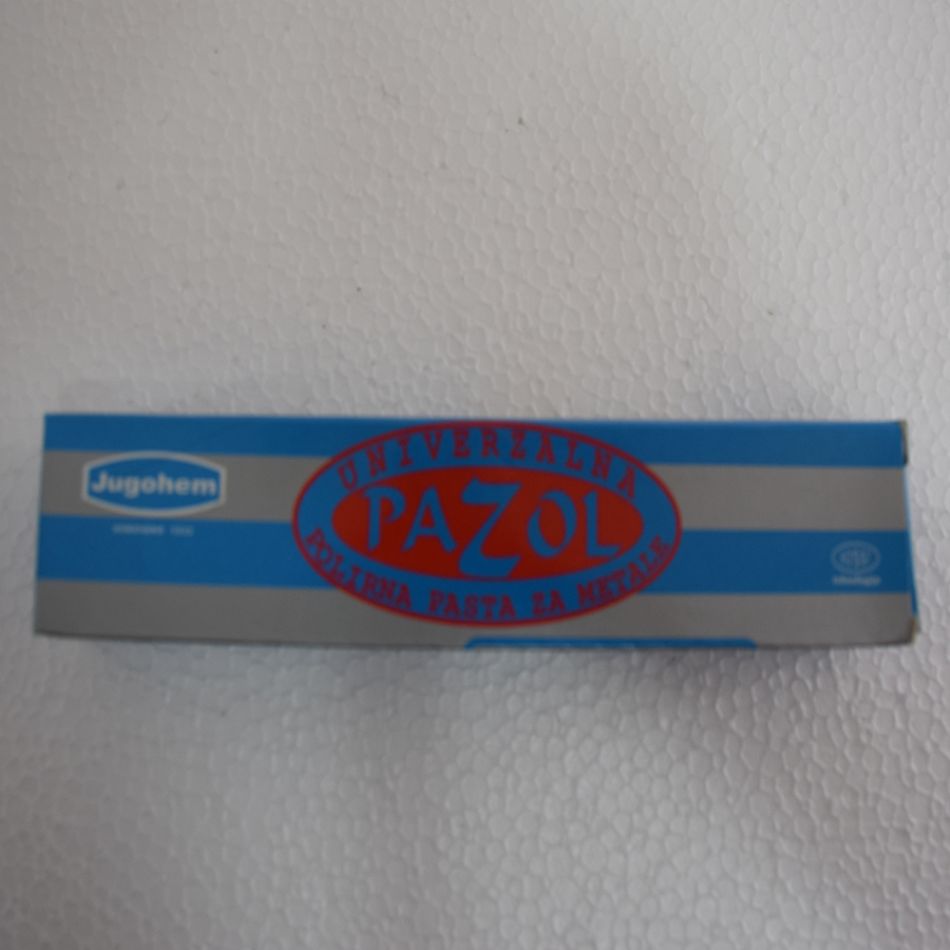 Jugohem
UNIVERZALNA
PAZOL
POLIRNA PASTA ZA METALE